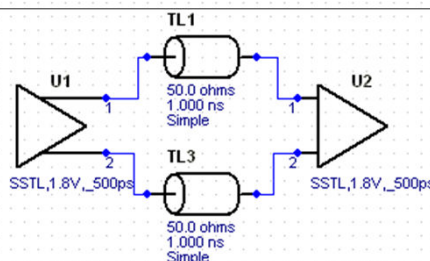 TL1
U1
U2
50.0 ohms
1.000 ns
Simple
1
1
2
2
TL3
SSTL,1.8V,_500ps
SSTL,1.8V,_500ps
50.0 ohms
1.000 ns
Simple